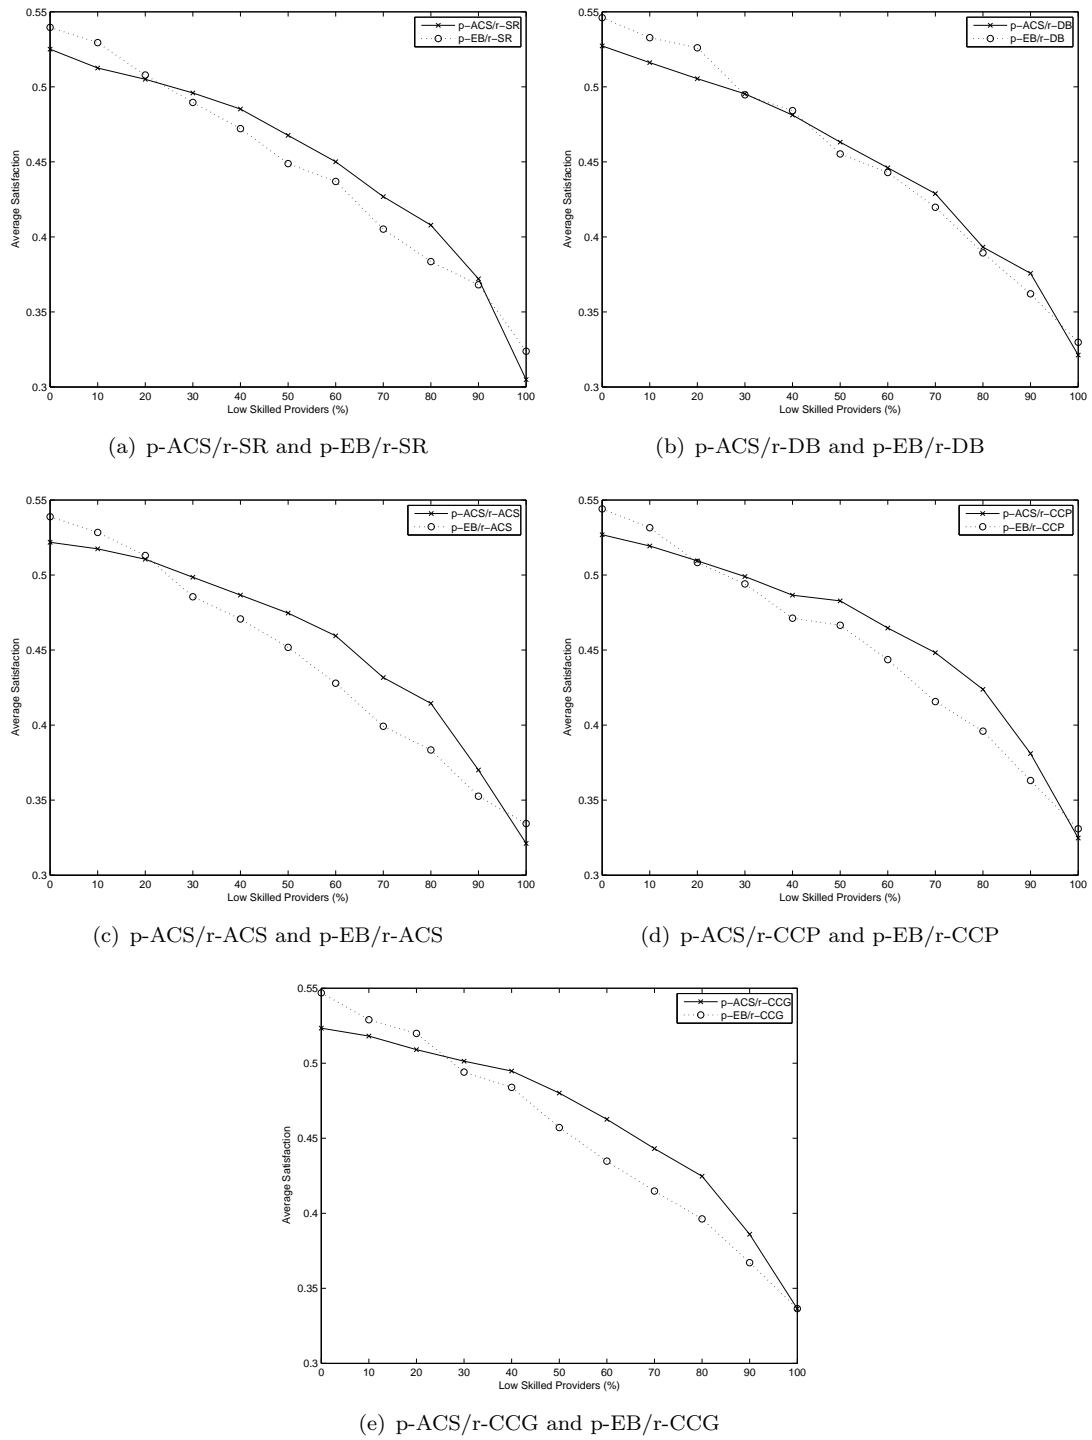 0.55
p-ACS/r-SR
p-EB/r-SR
0.5
0.45
0.4
0.35
0.3
Average Satisfaction
0 10 20 30 40 50 60 70 80 90 100
Low Skilled Providers (%)
(a) p-ACS/r-SR and p-EB/r-SR
0.55
p-ACS/r-DB
p-EB/r-DB
0.5
0.45
0.4
0.35
0.3
Average Satisfaction
0 10 20 30 40 50 60 70 80 90 100
Low Skilled Providers (%)
(b) p-ACS/r-DB and p-EB/r-DB
0.55
p-ACS/r-ACS
p-EB/r-ACS
0.5
0.45
0.4
0.35
0.3
Average Satisfaction
0 10 20 30 40 50 60 70 80 90 100
Low Skilled Providers (%)
(c) p-ACS/r-ACS and p-EB/r-ACS
0.55
p-ACS/r-CCP
p-EB/r-CCP
0.5
0.45
0.4
0.35
0.3
Average Satisfaction
0 10 20 30 40 50 60 70 80 90 100
Low Skilled Providers (%)
(d) p-ACS/r-CCP and p-EB/r-CCP
0.55
p-ACS/r-CCG
p-EB/r-CCG
0.5
0.45
0.4
0.35
0.3
Average Satisfaction
0 10 20 30 40 50 60 70 80 90 100
Low Skilled Providers (%)
(e) p-ACS/r-CCG and p-EB/r-CCG